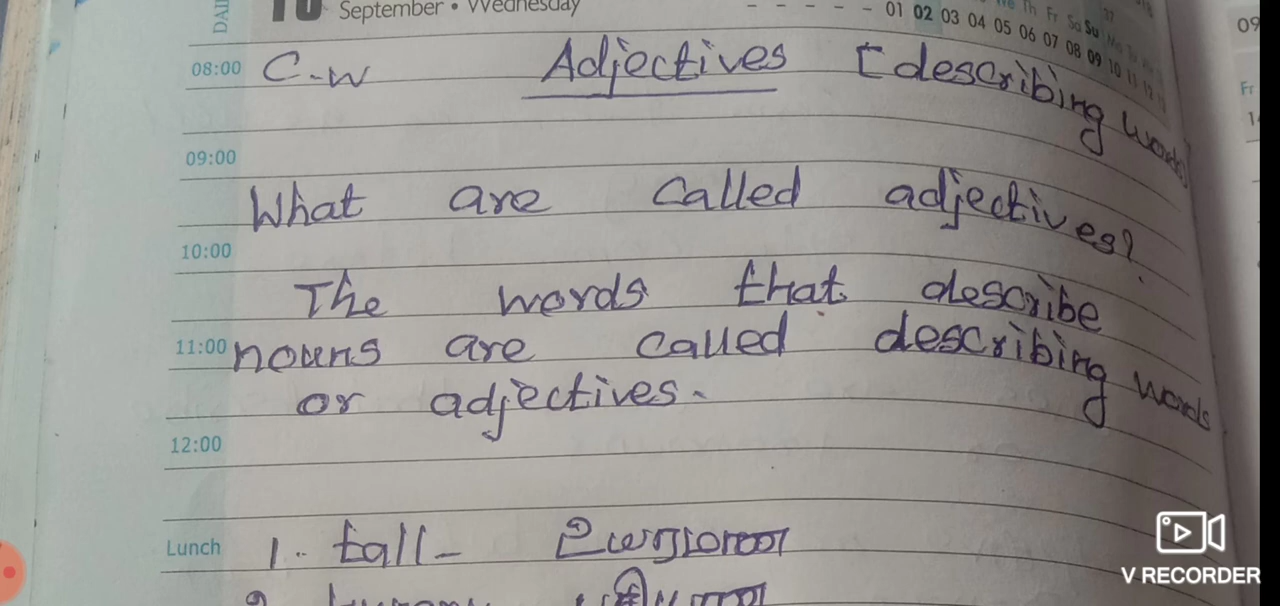 September • Wednesday
01 02 03 04 05 06 07 08 09 10 11 12
08:00 C.w Adjectives [describing words]
09:00
What are called adjectives?
10:00
The words that describe
11:00 nouns are called describing words
or adjectives.
12:00
Lunch 1. tall - உயரமான
V RECORDER